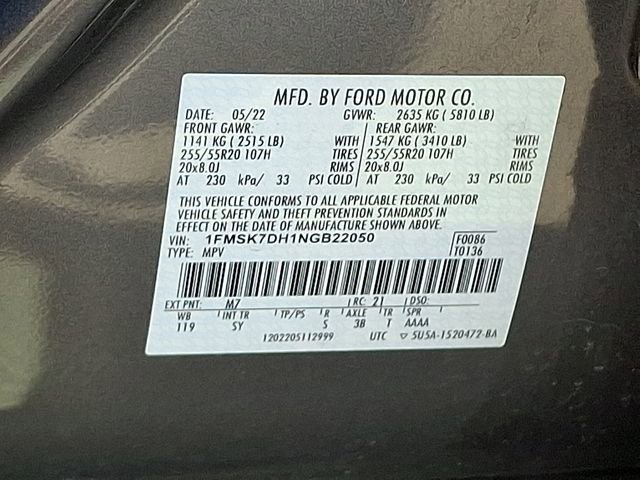 MFD. BY FORD MOTOR CO.
DATE: 05/22 GVWR: 2635 KG ( 5810 LB)
FRONT GAWR: REAR GAWR:
1141 KG ( 2515 LB) WITH 1547 KG ( 3410 LB) WITH
255/55R20 107H TIRES 255/55R20 107H TIRES
20x8.0J RIMS 20x8.0J RIMS
AT 230 kPa/ 33 PSI COLD AT 230 kPa/ 33 PSI COLD
THIS VEHICLE CONFORMS TO ALL APPLICABLE FEDERAL MOTOR
VEHICLE SAFETY AND THEFT PREVENTION STANDARDS IN
EFFECT ON THE DATE OF MANUFACTURE SHOWN ABOVE.
VIN: 1FMSK7DH1NGB22050 F0086
TYPE: MPV T0136
EXT PNT: M7 RC: 21 DSO:
WB INT TR TP/PS R AXLE TR SPR
119 SY S 3B T AAAA
1202205112999 UTC ▽ 5U5A-1520472-BA